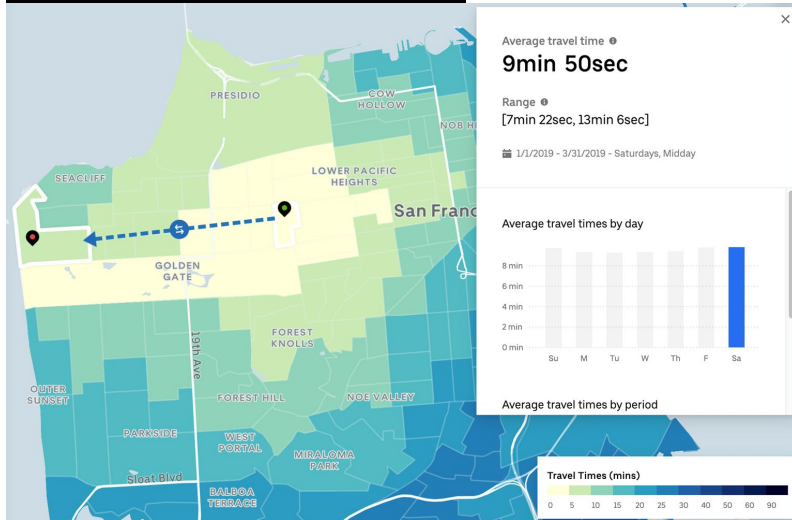 PRESIDIO
COW
HOLLOW
NOB
SEACLIFF
LOWER PACIFIC
HEIGHTS
San Franc
GOLDEN
GATE
19th Ave
FOREST
KNOLLS
OUTER
SUNSET
FOREST HILL
NOE VALLEY
PARKSIDE
WEST
PORTAL
MIRALOMA
PARK
Sloat Blvd
BALBOA
TERRACE
Average travel time
9min 50sec
Range
[7min 22sec, 13min 6sec]
1/1/2019 - 3/31/2019 - Saturdays, Midday
Average travel times by day
8 min
6 min
4 min
2 min
0 min
Su M Tu W Th F Sa
Average travel times by period
Travel Times (mins)
0 5 10 15 20 25 30 40 50 60 90